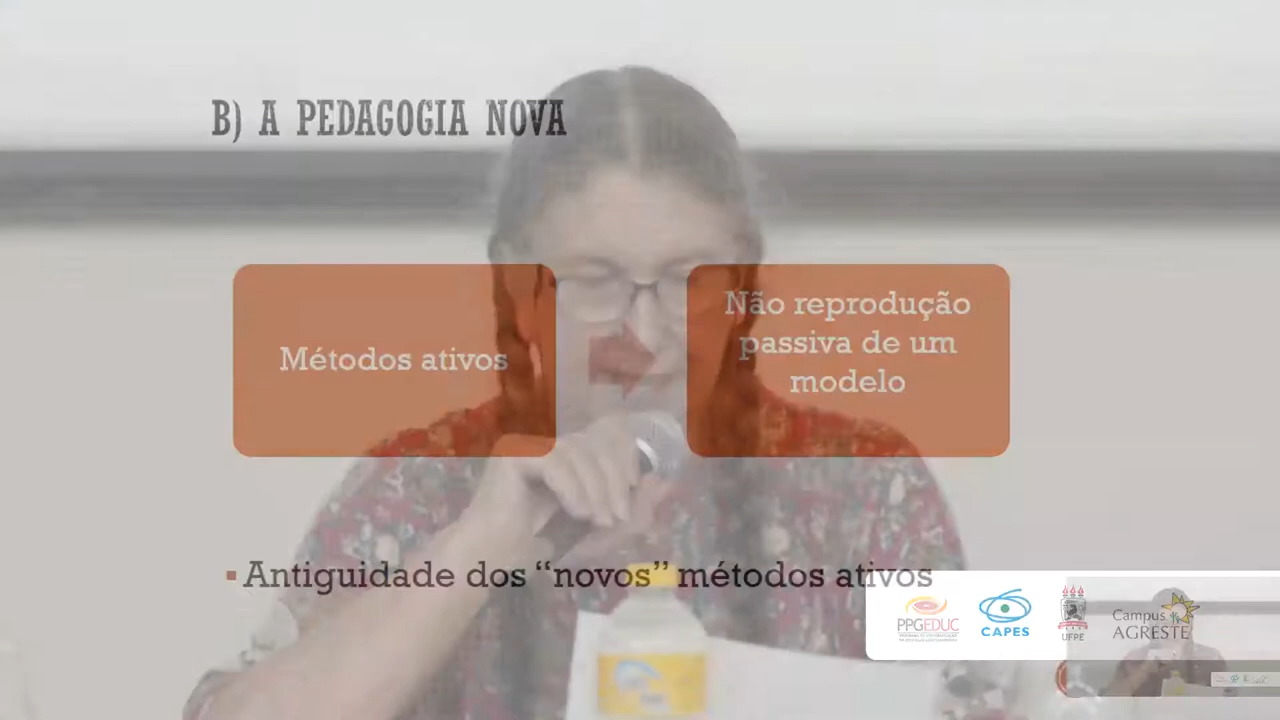 B) A PEDAGOGIA NOVA
Métodos ativos
Não reprodução
passiva de um
modelo
Antiguidade dos “novos” métodos ativos
PPGEDUC
CAPES
UFPE
Campus
AGRESTE